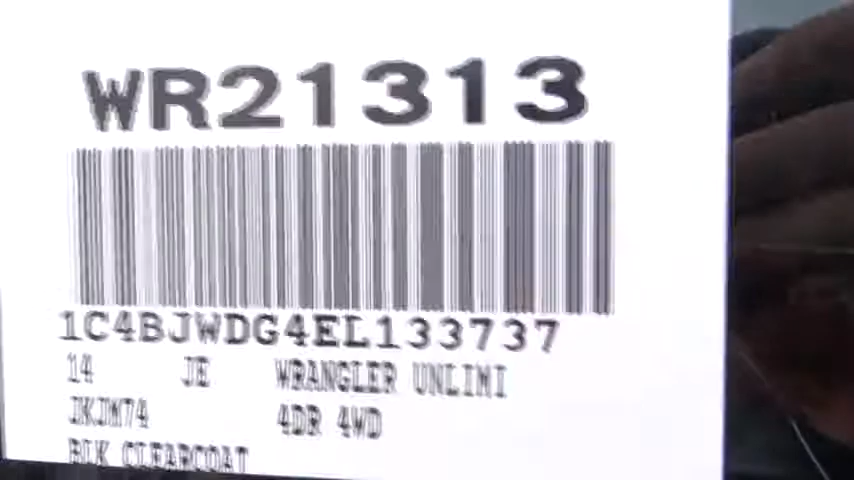 WR21313
1C4BJWDG4EL133737
14 JE WRANGLER UNLIMI
JKJM74 4DR 4WD
BLK CLEARCOAT